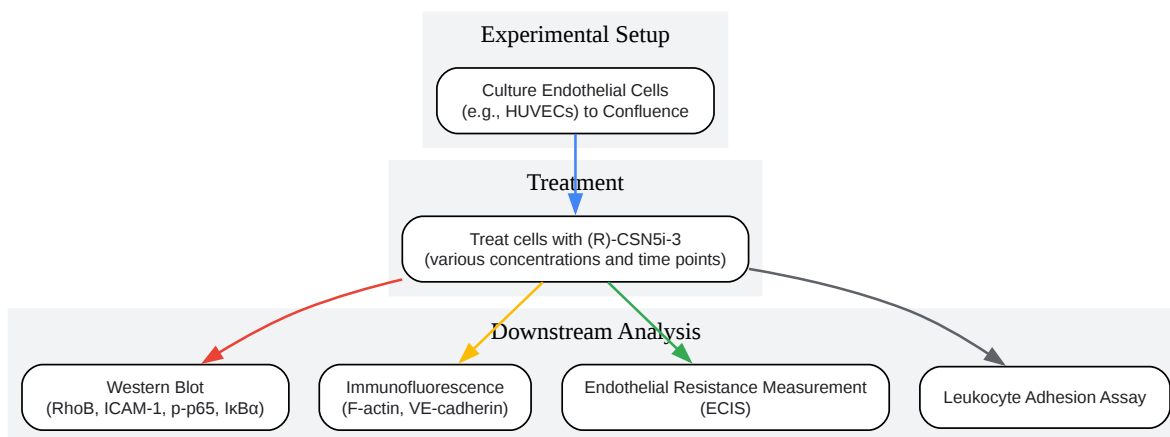 Experimental Setup
Culture Endothelial Cells
(e.g., HUVECs) to Confluence
Treatment
Treat cells with (R)-CSN5i-3
(various concentrations and time points)
Downstream Analysis
Western Blot
(RhoB, ICAM-1, p-p65, IκBα)
Immunofluorescence
(F-actin, VE-cadherin)
Endothelial Resistance Measurement
(ECIS)
Leukocyte Adhesion Assay